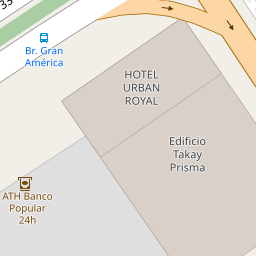 Br. Gran
América
HOTEL
URBAN
ROYAL
Edificio
Takay
Prisma
ATH Banco
Popular
24h